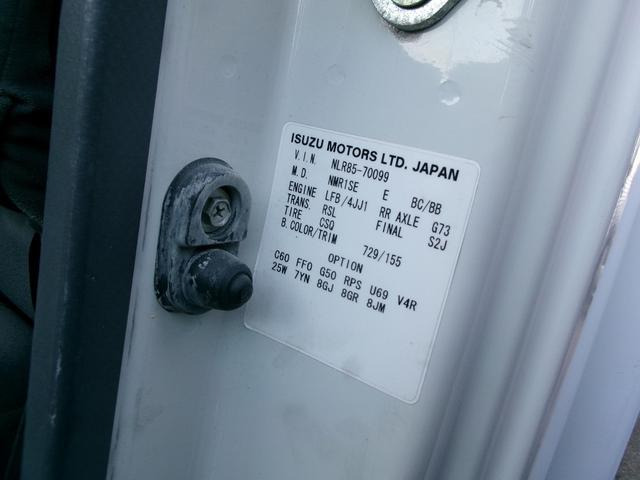 ISUZU MOTORS LTD. JAPAN
V.I.N. NLR85-70099
M.D. NMR1SE E BC/BB
ENGINE LFB/4JJ1 RR AXLE G73
TRANS. RSL FINAL S2J
TIRE CSQ
B.COLOR/TRIM 729/155
OPTION
C60 FF0 G50 RPS U69 V4R
25W 7YN 8GJ 8GR 8JM